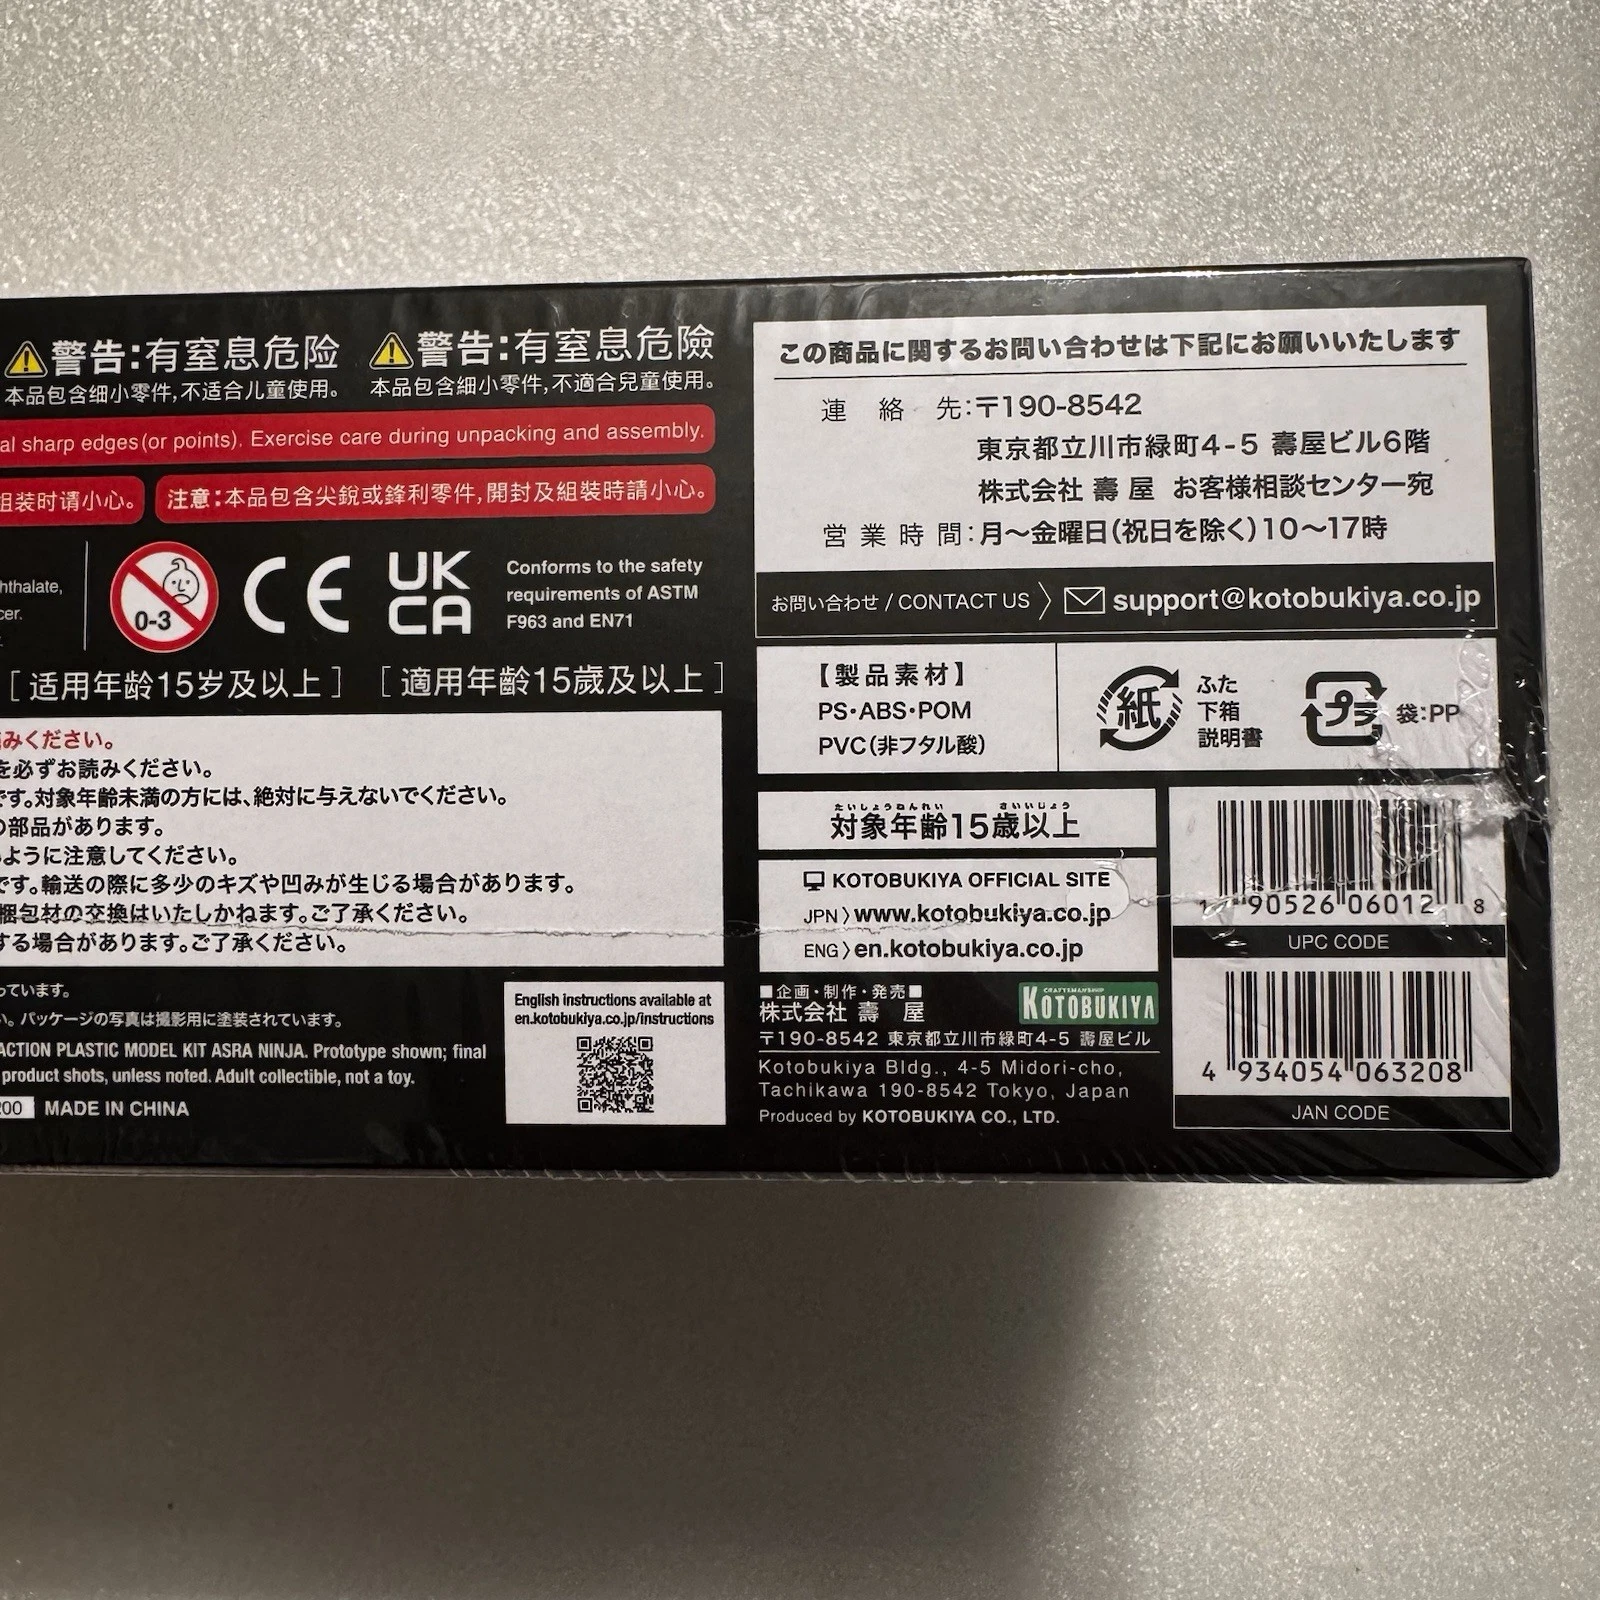 警告:有窒息危险
本品包含细小零件,不适合儿童使用。
警告:有窒息危險
本品包含細小零件,不適合兒童使用。
al sharp edges (or points). Exercise care during unpacking and assembly.
组装时请小心。
注意:本品包含尖銳或鋒利零件,開封及組裝時請小心。
hthalate,
cer.
0-3
CE
UK
CA
Conforms to the safety
requirements of ASTM
F963 and EN71
[适用年龄15岁及以上]
[適用年齡15歲及以上]
みください。
を必ずお読みください。
です。対象年齢未満の方には、絶対に与えないでください。
の部品があります。
ように注意してください。
です。輸送の際に多少のキズや凹みが生じる場合があります。
梱包材の交換はいたしかねます。ご了承ください。
する場合があります。ご了承ください。
っています。
い。パッケージの写真は撮影用に塗装されています。
ACTION PLASTIC MODEL KIT ASRA NINJA. Prototype shown; final
product shots, unless noted. Adult collectible, not a toy.
200 MADE IN CHINA
English instructions available at
en.kotobukiya.co.jp/instructions
この商品に関するお問い合わせは下記にお願いいたします
連絡先:〒190-8542
東京都立川市緑町4-5 壽屋ビル6階
株式会社 壽屋 お客様相談センター宛
営業時間:月〜金曜日(祝日を除く)10〜17時
お問い合わせ / CONTACT US 〉 support@kotobukiya.co.jp
【製品素材】
PS・ABS・POM
PVC(非フタル酸)
紙
ふた
下箱
説明書
プラ
袋:PP
たいしょうねんれい さいいじょう
対象年齢15歳以上
KOTOBUKIYA OFFICIAL SITE
JPN 〉www.kotobukiya.co.jp
ENG 〉en.kotobukiya.co.jp
■企画・制作・発売■
株式会社 壽屋
CRAFTSMANSHIP
KOTOBUKIYA
〒190-8542 東京都立川市緑町4-5 壽屋ビル
Kotobukiya Bldg., 4-5 Midori-cho,
Tachikawa 190-8542 Tokyo, Japan
Produced by KOTOBUKIYA CO., LTD.
1 90526 06012 8
UPC CODE
4 934054 063208
JAN CODE